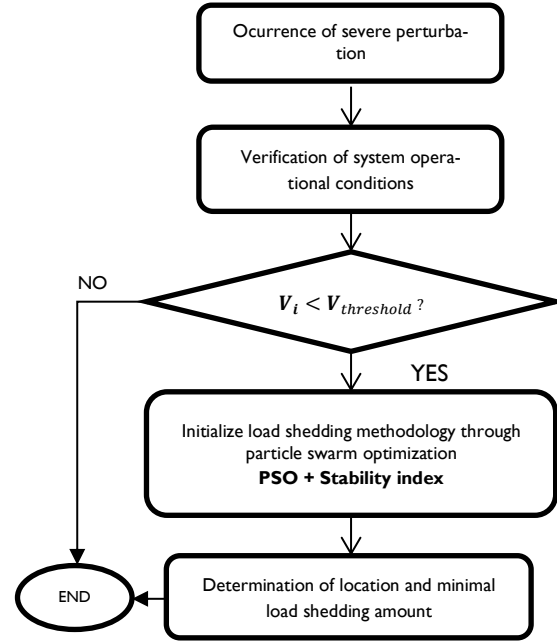 Ocurrence of severe perturba-
tion
Verification of system opera-
tional conditions
NO
V_i < V_threshold ?
YES
Initialize load shedding methodology through
particle swarm optimization
PSO + Stability index
Determination of location and minimal
load shedding amount
END